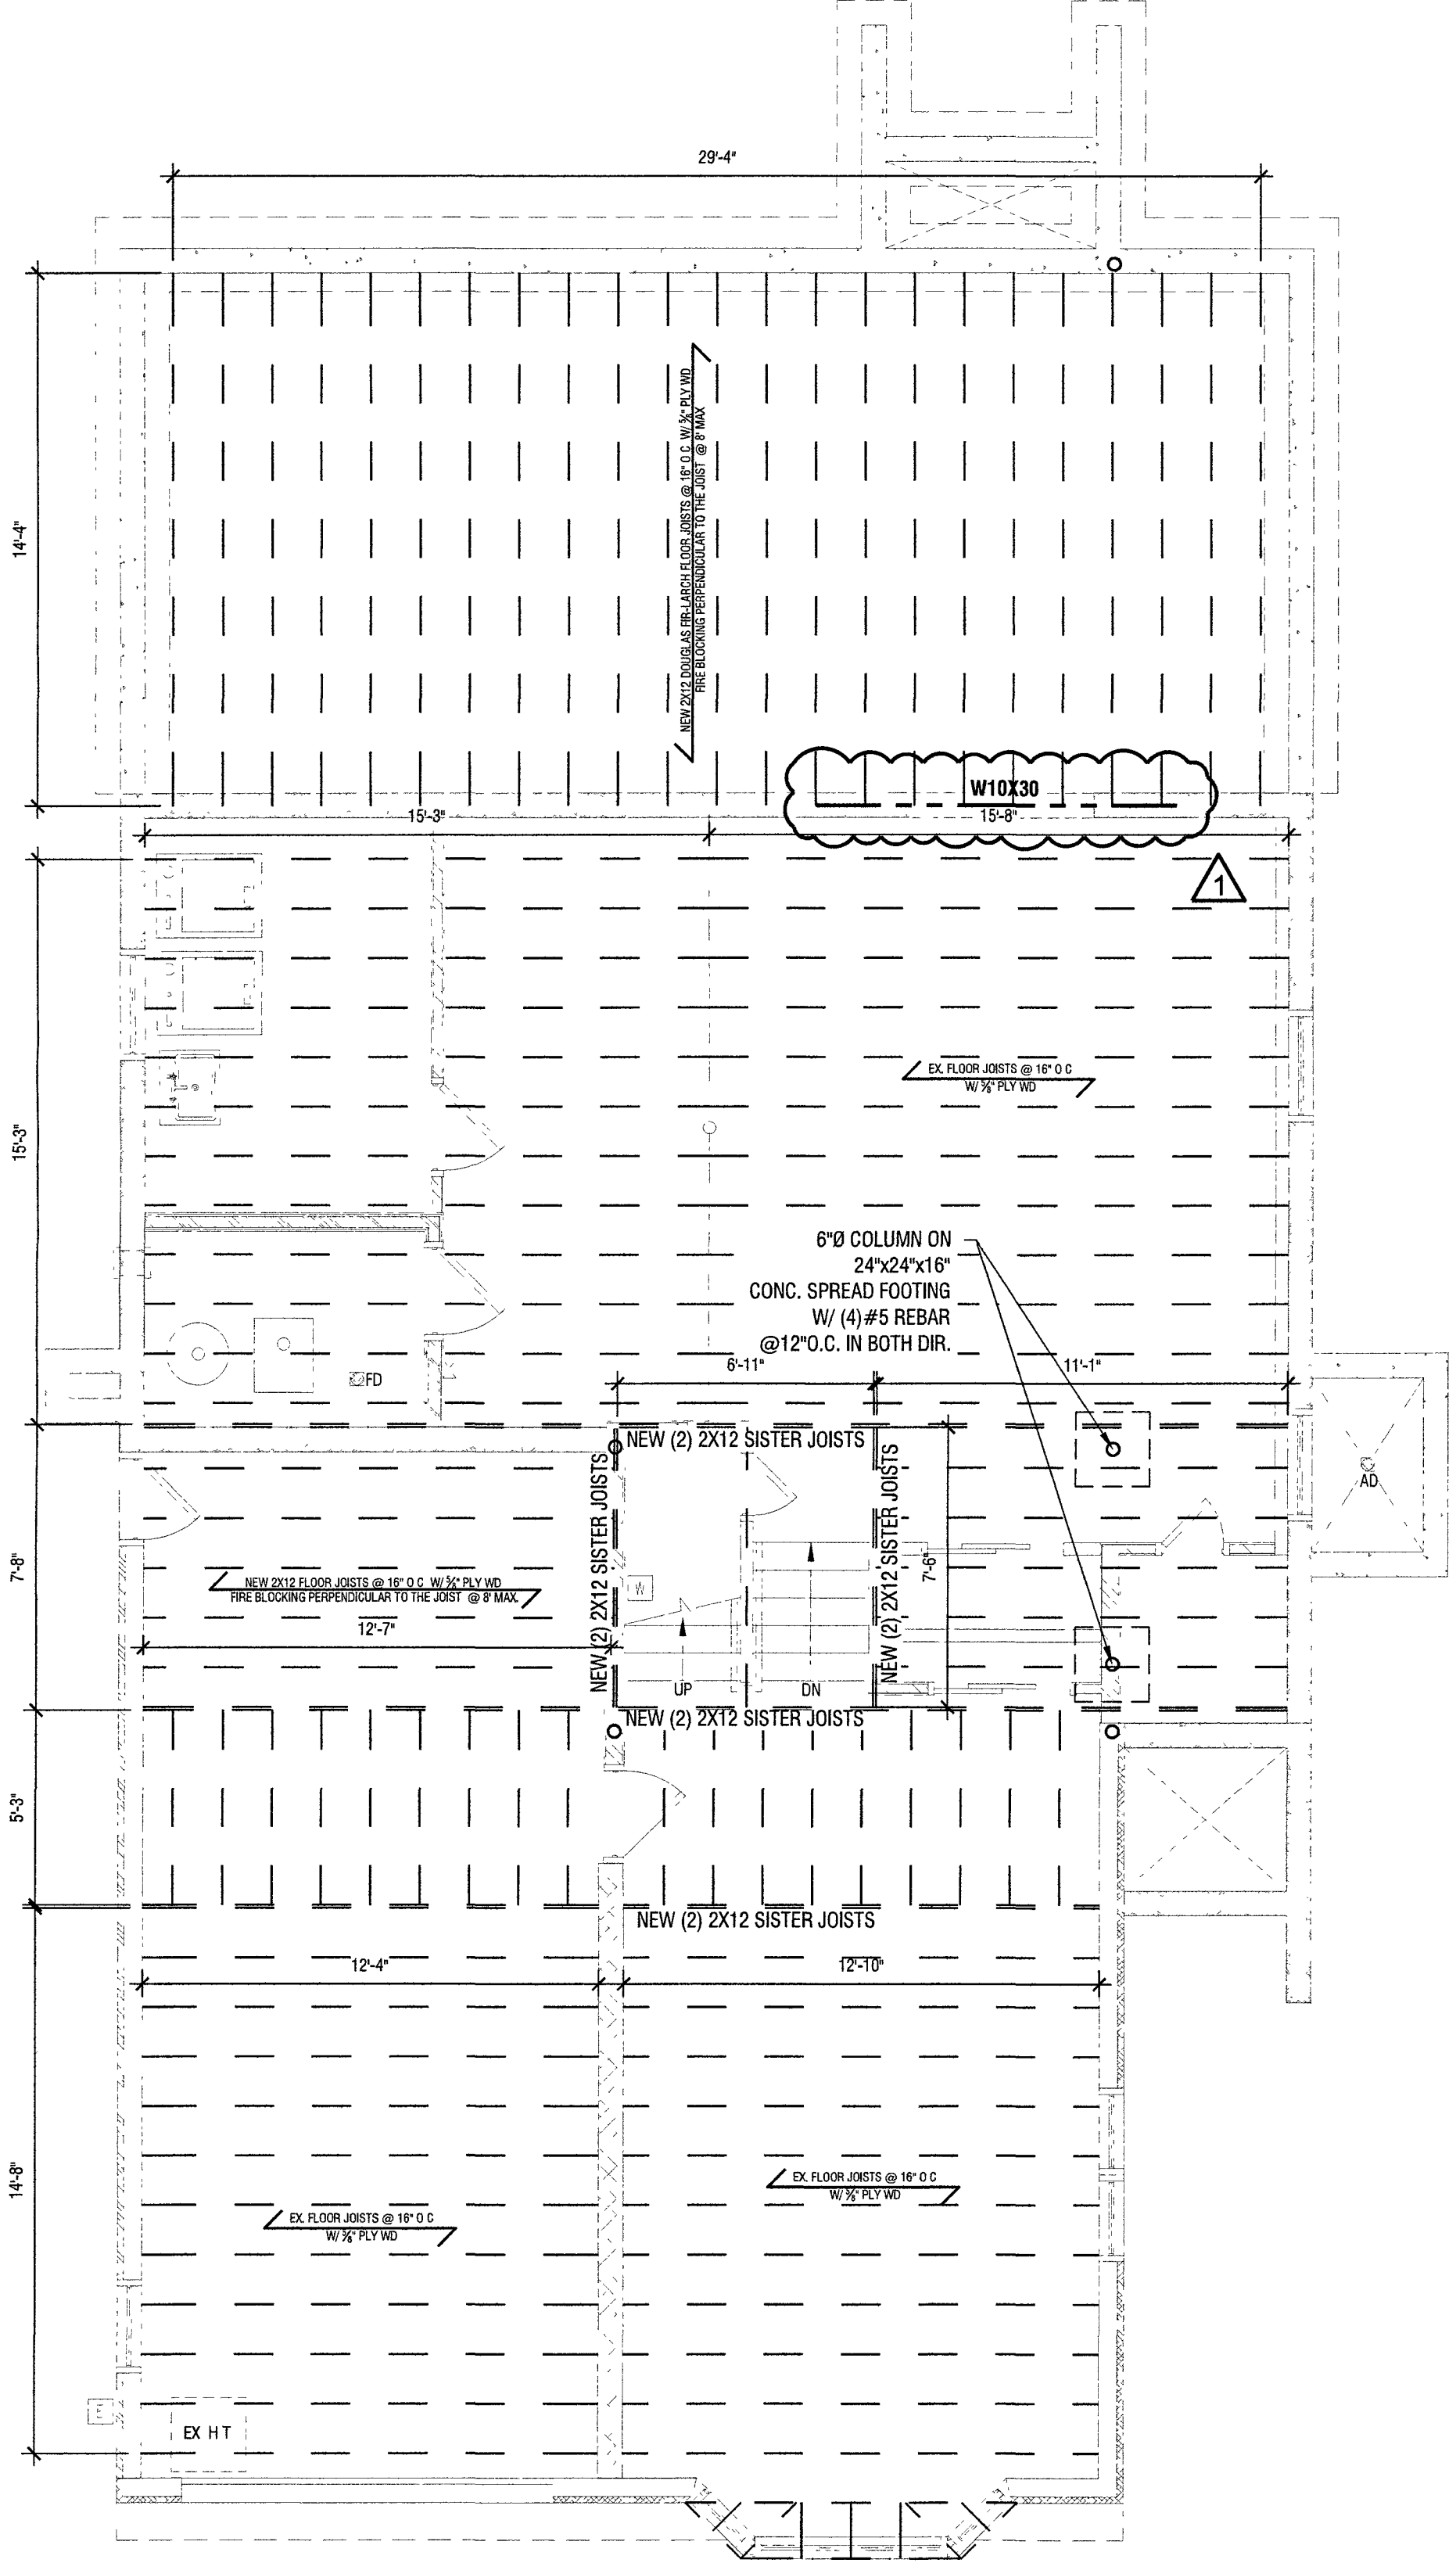 29'-4"
14'-4"
NEW 2X12 DOUGLAS FIR-LARCH FLOOR JOISTS @ 16" O C W/ ¾" PLY WD
FIRE BLOCKING PERPENDICULAR TO THE JOIST @ 8' MAX
W10X30
15'-3"
15'-8"
1
EX. FLOOR JOISTS @ 16" O C
W/ ¾" PLY WD
15'-3"
6"Ø COLUMN ON
24"x24"x16"
CONC. SPREAD FOOTING
W/ (4)#5 REBAR
@12"O.C. IN BOTH DIR.
6'-11"
11'-1"
FD
NEW (2) 2X12 SISTER JOISTS
NEW (2) 2X12 SISTER JOISTS
NEW (2) 2X12 SISTER JOISTS
AD
7'-8"
7'-6"
NEW 2X12 FLOOR JOISTS @ 16" O C W/ ¾" PLY WD
FIRE BLOCKING PERPENDICULAR TO THE JOIST @ 8' MAX.
W
12'-7"
UP
DN
NEW (2) 2X12 SISTER JOISTS
5'-3"
NEW (2) 2X12 SISTER JOISTS
12'-4"
12'-10"
14'-8"
EX. FLOOR JOISTS @ 16" O C
W/ ¾" PLY WD
EX. FLOOR JOISTS @ 16" O C
W/ ¾" PLY WD
E
EX H T